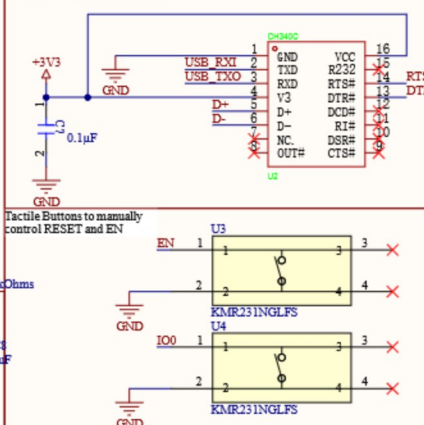 CH340C
+3V3
GND
USB_RXI
USB_TXO
D+
D-
1
2
3
4
5
6
7
8
GND
TXD
RXD
V3
D+
D-
NC.
OUT#
VCC
R232
RTS#
DTR#
DCD#
RI#
DSR#
CTS#
16
15
14
13
12
11
10
9
RTS
DT
U2
1
2
0.1µF
GND
Tactile Buttons to manually
control RESET and EN
Ohms
U3
EN
1
1
3
3
2
2
4
4
GND
KMR231NGLFS
U4
IO0
1
1
3
3
2
2
4
4
GND
KMR231NGLFS